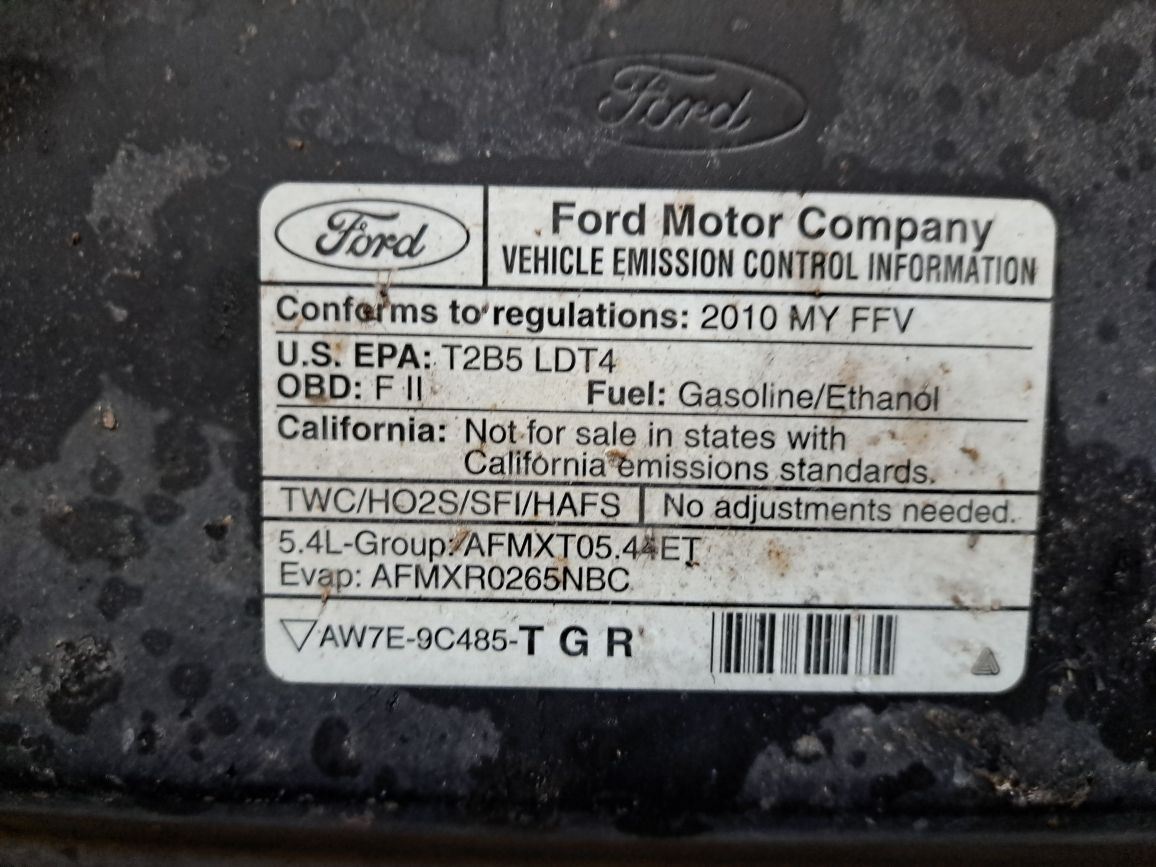 Ford
Ford
Ford Motor Company
VEHICLE EMISSION CONTROL INFORMATION
Conforms to regulations: 2010 MY FFV
U.S. EPA: T2B5 LDT4
OBD: F II Fuel: Gasoline/Ethanol
California: Not for sale in states with
California emissions standards.
TWC/HO2S/SFI/HAFS No adjustments needed.
5.4L-Group: AFMXT05.44ET
Evap: AFMXR0265NBC
AW7E-9C485-T G R